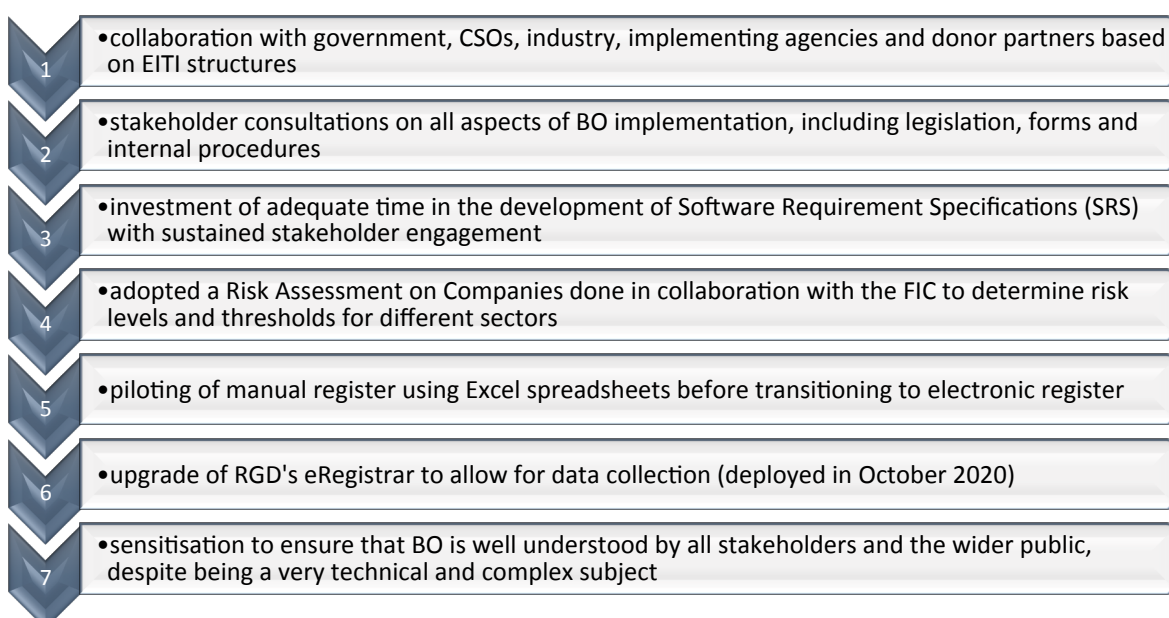 1
•collaboration with government, CSOs, industry, implementing agencies and donor partners based
on EITI structures
2
•stakeholder consultations on all aspects of BO implementation, including legislation, forms and
internal procedures
3
•investment of adequate time in the development of Software Requirement Specifications (SRS)
with sustained stakeholder engagement
4
•adopted a Risk Assessment on Companies done in collaboration with the FIC to determine risk
levels and thresholds for different sectors
5
•piloting of manual register using Excel spreadsheets before transitioning to electronic register
6
•upgrade of RGD's eRegistrar to allow for data collection (deployed in October 2020)
7
•sensitisation to ensure that BO is well understood by all stakeholders and the wider public,
despite being a very technical and complex subject